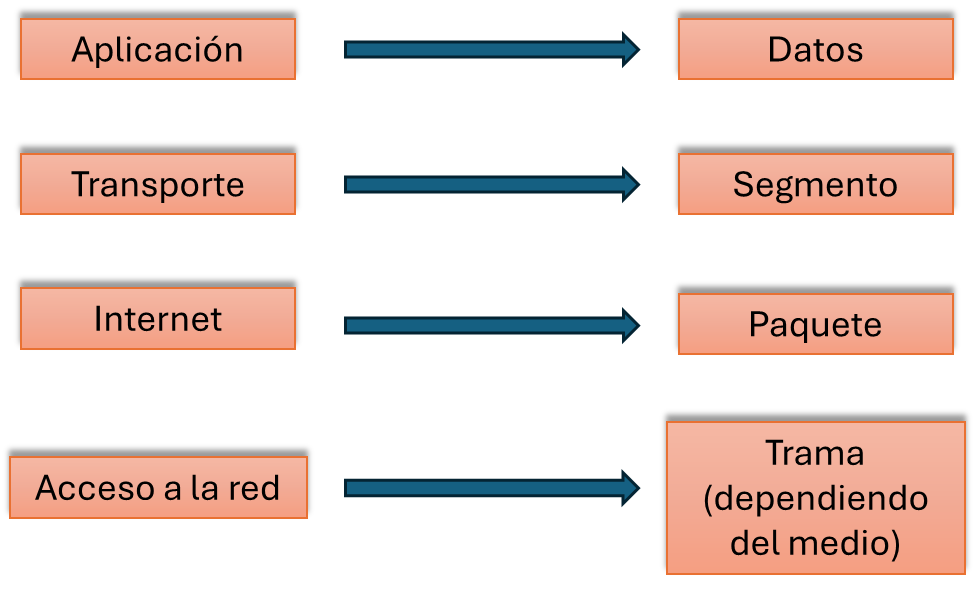 Aplicación
Datos
Transporte
Segmento
Internet
Paquete
Acceso a la red
Trama
(dependiendo
del medio)